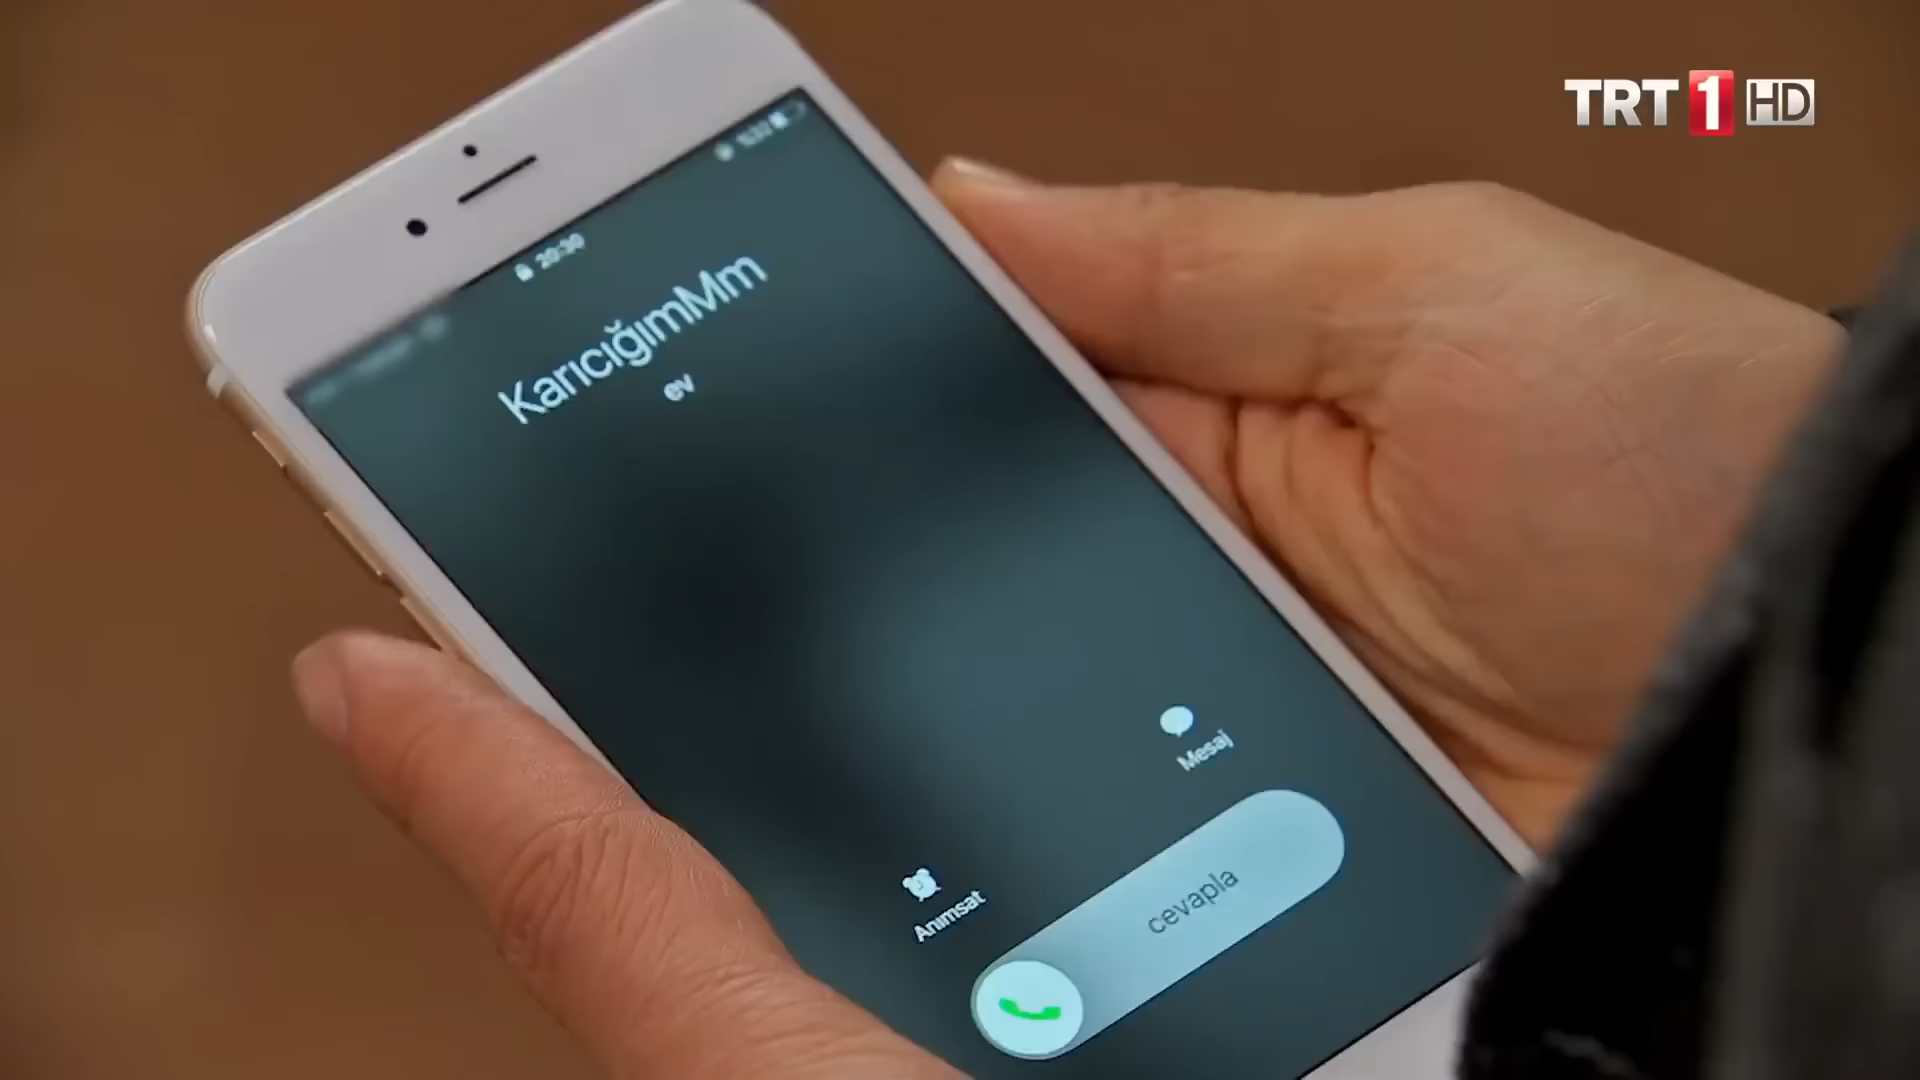 TRT 1 HD
20:30
KarıcığımMm
ev
Mesaj
Anımsat
cevapla